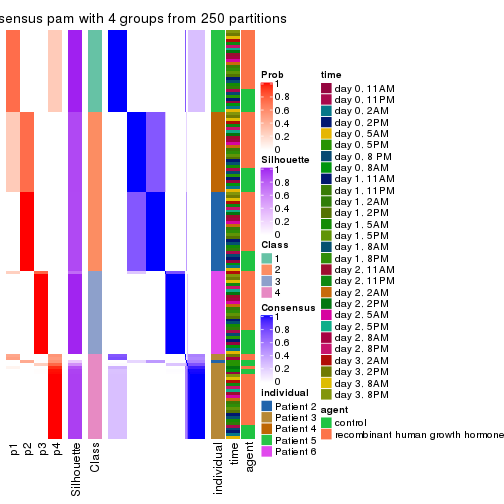 sensus pam with 4 groups from 250 partitions
p1
p2
p3
p4
Silhouette
Class
individual
time
agent
Prob
1
0.8
0.6
0.4
0.2
0
Silhouette
1
0.8
0.6
0.4
0.2
0
Class
1
2
3
4
Consensus
1
0.8
0.6
0.4
0.2
0
individual
Patient 2
Patient 3
Patient 4
Patient 5
Patient 6
time
day 0. 11AM
day 0. 11PM
day 0. 2AM
day 0. 2PM
day 0. 5AM
day 0. 5PM
day 0. 8 PM
day 0. 8AM
day 1. 11AM
day 1. 11PM
day 1. 2AM
day 1. 2PM
day 1. 5AM
day 1. 5PM
day 1. 8AM
day 1. 8PM
day 2. 11AM
day 2. 11PM
day 2. 2AM
day 2. 2PM
day 2. 5AM
day 2. 5PM
day 2. 8AM
day 2. 8PM
day 3. 2AM
day 3. 2PM
day 3. 8AM
day 3. 8PM
agent
control
recombinant human growth hormone